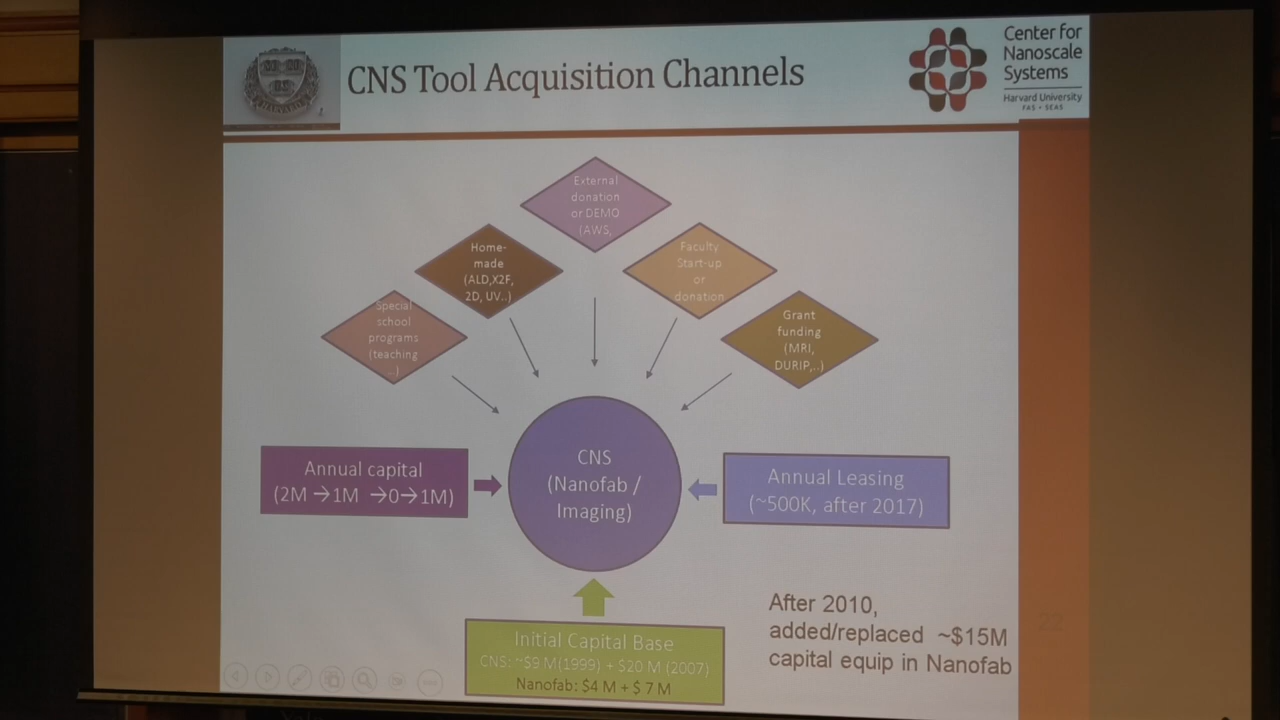 CNS Tool Acquisition Channels
Center for
Nanoscale
Systems
Harvard University
FAS • SEAS
HARVARD
External
donation
or DEMO
(AWS,
Home-
made
(ALD,X2F,
2D, UV..)
Faculty
Start-up
or
donation
Special
school
programs
(teaching
..)
Grant
funding
(MRI,
DURIP,..)
Annual capital
(2M →1M →0→1M)
CNS
(Nanofab /
Imaging)
Annual Leasing
(~500K, after 2017)
Initial Capital Base
CNS: ~$9 M(1999) + $20 M (2007)
Nanofab: $4 M + $ 7 M
After 2010,
added/replaced ~$15M
capital equip in Nanofab
22